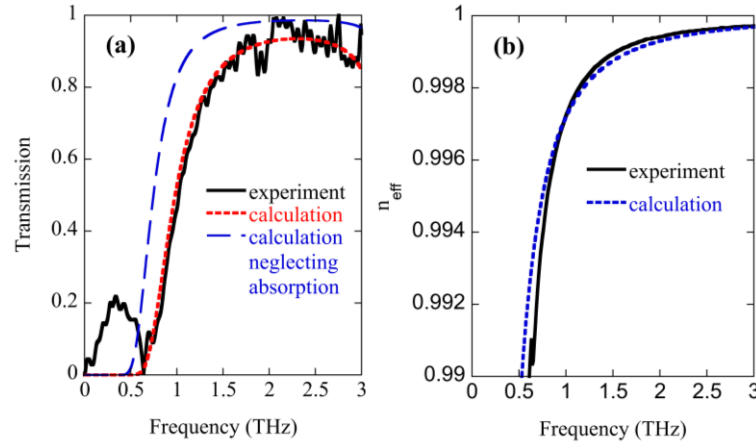 (a)
Transmission
1
0.8
0.6
0.4
0.2
0
experiment
calculation
calculation
neglecting
absorption
0 0.5 1 1.5 2 2.5 3
Frequency (THz)
(b)
n_eff
1
0.998
0.996
0.994
0.992
0.99
experiment
calculation
0 0.5 1 1.5 2 2.5 3
Frequency (THz)